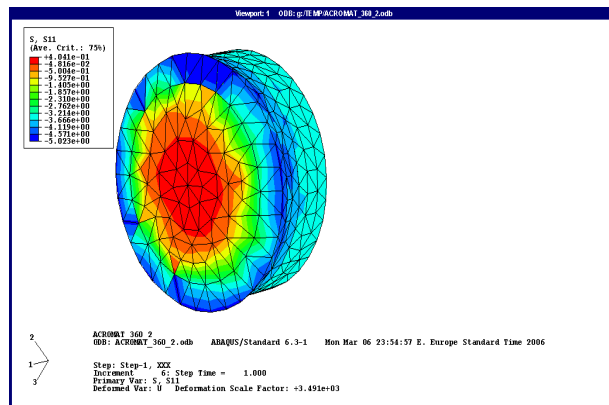 Viewport: 1 ODB: g:/TEMP/ACROMAT_360_2.odb
S, S11
(Ave. Crit.: 75%)
+4.041e-01
-4.816e-02
-5.004e-01
-9.527e-01
-1.405e+00
-1.857e+00
-2.310e+00
-2.762e+00
-3.214e+00
-3.666e+00
-4.119e+00
-4.571e+00
-5.023e+00
2
1
3
ACROMAT 360 2
ODB: ACROMAT_360_2.odb ABAQUS/Standard 6.3-1 Mon Mar 06 23:54:57 E. Europe Standard Time 2006
Step: Step-1, XXX
Increment 6: Step Time = 1.000
Primary Var: S, S11
Deformed Var: U Deformation Scale Factor: +3.491e+03